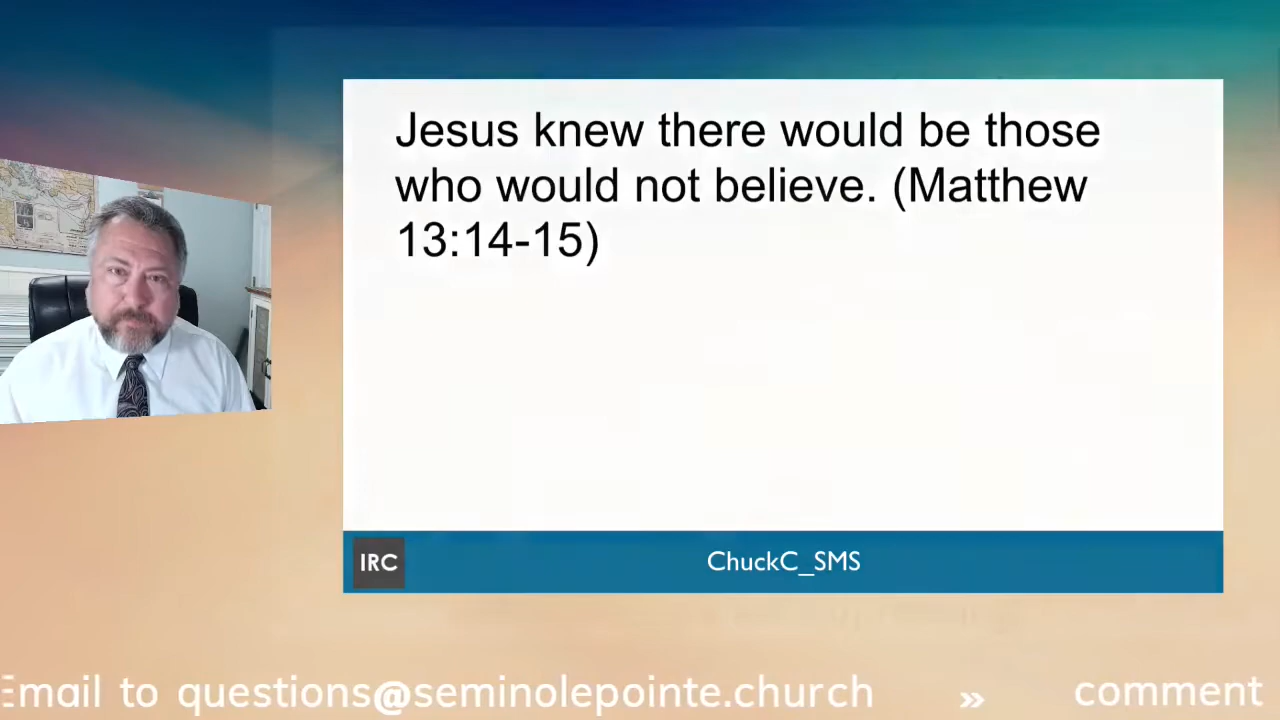 Jesus knew there would be those
who would not believe. (Matthew
13:14-15)
IRC
ChuckC_SMS
Email to questions@seminolepointe.church » comment